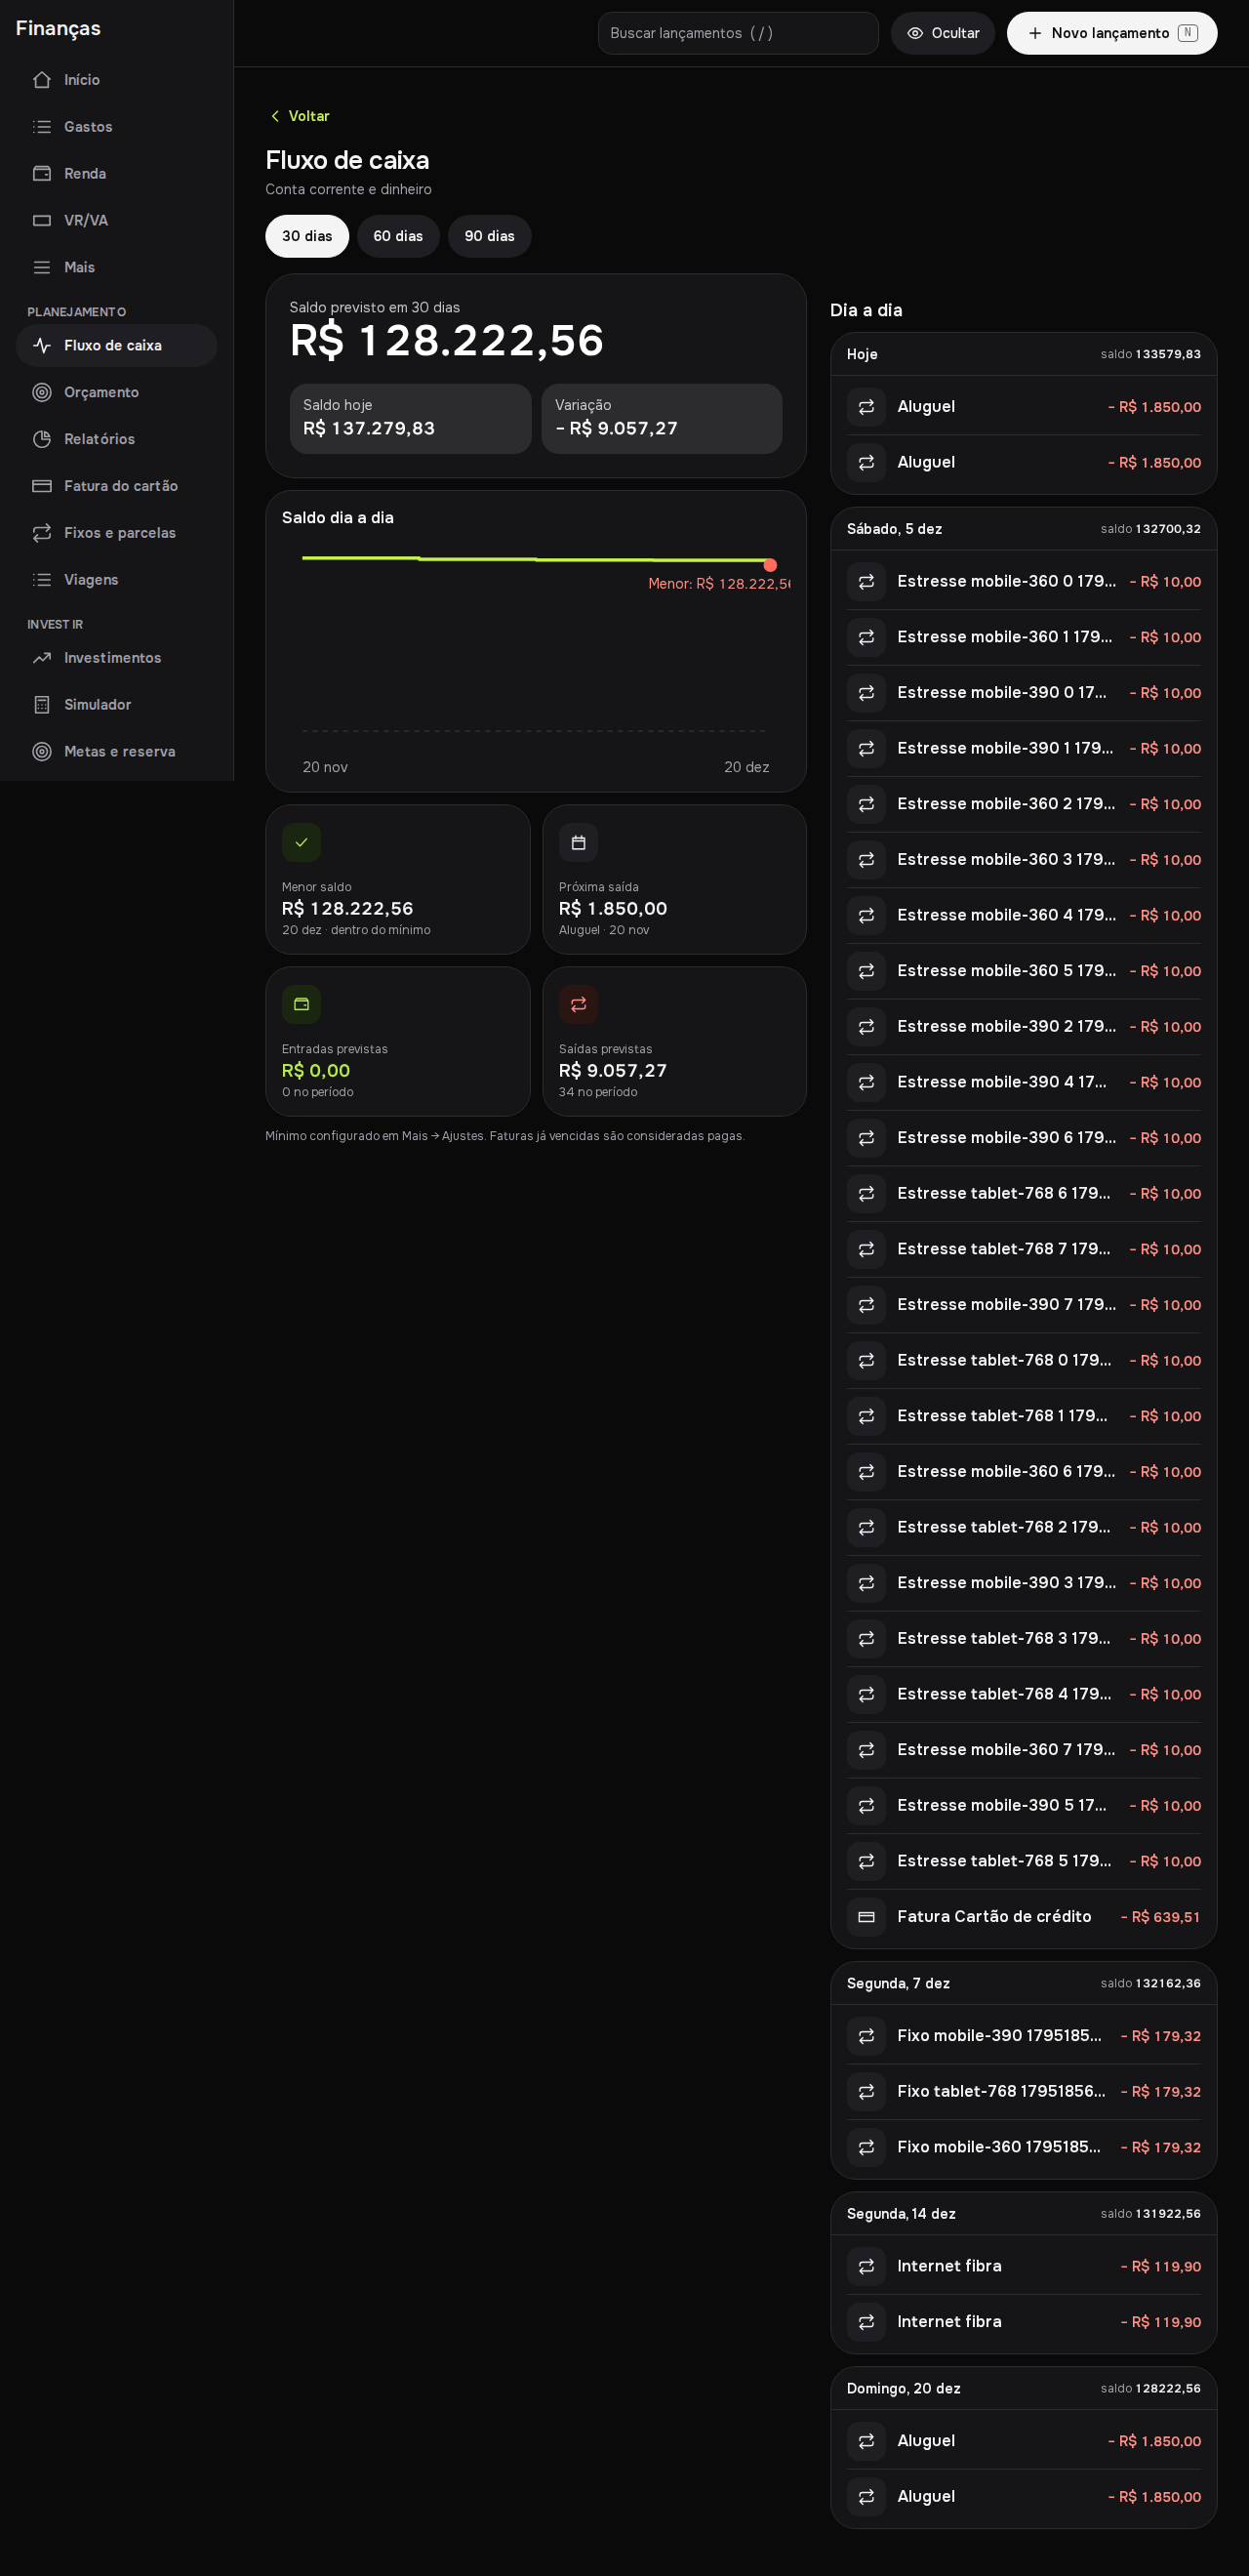 Finanças
Início
Gastos
Renda
VR/VA
Mais
PLANEJAMENTO
Fluxo de caixa
Orçamento
Relatórios
Fatura do cartão
Fixos e parcelas
Viagens
INVESTIR
Investimentos
Simulador
Metas e reserva
Buscar lançamentos ( / )
Ocultar
Novo lançamento N
Voltar
Fluxo de caixa
Conta corrente e dinheiro
30 dias
60 dias
90 dias
Saldo previsto em 30 dias
R$ 128.222,56
Saldo hoje
R$ 137.279,83
Variação
− R$ 9.057,27
Saldo dia a dia
Menor: R$ 128.222,56
20 nov
20 dez
Menor saldo
R$ 128.222,56
20 dez · dentro do mínimo
Próxima saída
R$ 1.850,00
Aluguel · 20 nov
Entradas previstas
R$ 0,00
0 no período
Saídas previstas
R$ 9.057,27
34 no período
Mínimo configurado em Mais → Ajustes. Faturas já vencidas são consideradas pagas.
Dia a dia
Hoje saldo 133579,83
Aluguel − R$ 1.850,00
Aluguel − R$ 1.850,00
Sábado, 5 dez saldo 132700,32
Estresse mobile-360 0 179... − R$ 10,00
Estresse mobile-360 1 179... − R$ 10,00
Estresse mobile-390 0 17... − R$ 10,00
Estresse mobile-390 1 179... − R$ 10,00
Estresse mobile-360 2 179... − R$ 10,00
Estresse mobile-360 3 179... − R$ 10,00
Estresse mobile-360 4 179... − R$ 10,00
Estresse mobile-360 5 179... − R$ 10,00
Estresse mobile-390 2 179... − R$ 10,00
Estresse mobile-390 4 17... − R$ 10,00
Estresse mobile-390 6 179... − R$ 10,00
Estresse tablet-768 6 179... − R$ 10,00
Estresse tablet-768 7 179... − R$ 10,00
Estresse mobile-390 7 179... − R$ 10,00
Estresse tablet-768 0 179... − R$ 10,00
Estresse tablet-768 1 179... − R$ 10,00
Estresse mobile-360 6 179... − R$ 10,00
Estresse tablet-768 2 179... − R$ 10,00
Estresse mobile-390 3 179... − R$ 10,00
Estresse tablet-768 3 179... − R$ 10,00
Estresse tablet-768 4 179... − R$ 10,00
Estresse mobile-360 7 179... − R$ 10,00
Estresse mobile-390 5 17... − R$ 10,00
Estresse tablet-768 5 179... − R$ 10,00
Fatura Cartão de crédito − R$ 639,51
Segunda, 7 dez saldo 132162,36
Fixo mobile-390 1795185... − R$ 179,32
Fixo tablet-768 17951856... − R$ 179,32
Fixo mobile-360 1795185... − R$ 179,32
Segunda, 14 dez saldo 131922,56
Internet fibra − R$ 119,90
Internet fibra − R$ 119,90
Domingo, 20 dez saldo 128222,56
Aluguel − R$ 1.850,00
Aluguel − R$ 1.850,00